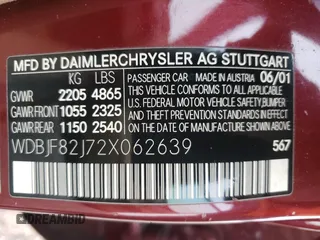 MFD BY DAIMLERCHRYSLER AG STUTTGART
KG LBS PASSENGER CAR MADE IN AUSTRIA 06/01
GVWR 2205 4865 THIS VEHICLE CONFORMS TO ALL APPLICABLE
GAWR FRONT 1055 2325 U.S. FEDERAL MOTOR VEHICLE SAFETY, BUMPER,
GAWR REAR 1150 2540 AND THEFT PREVENTION STANDARDS IN EFFECT
ON THE DATE OF MANUFACTURE SHOWN ABOVE.
WDBJF82J72X062639 567